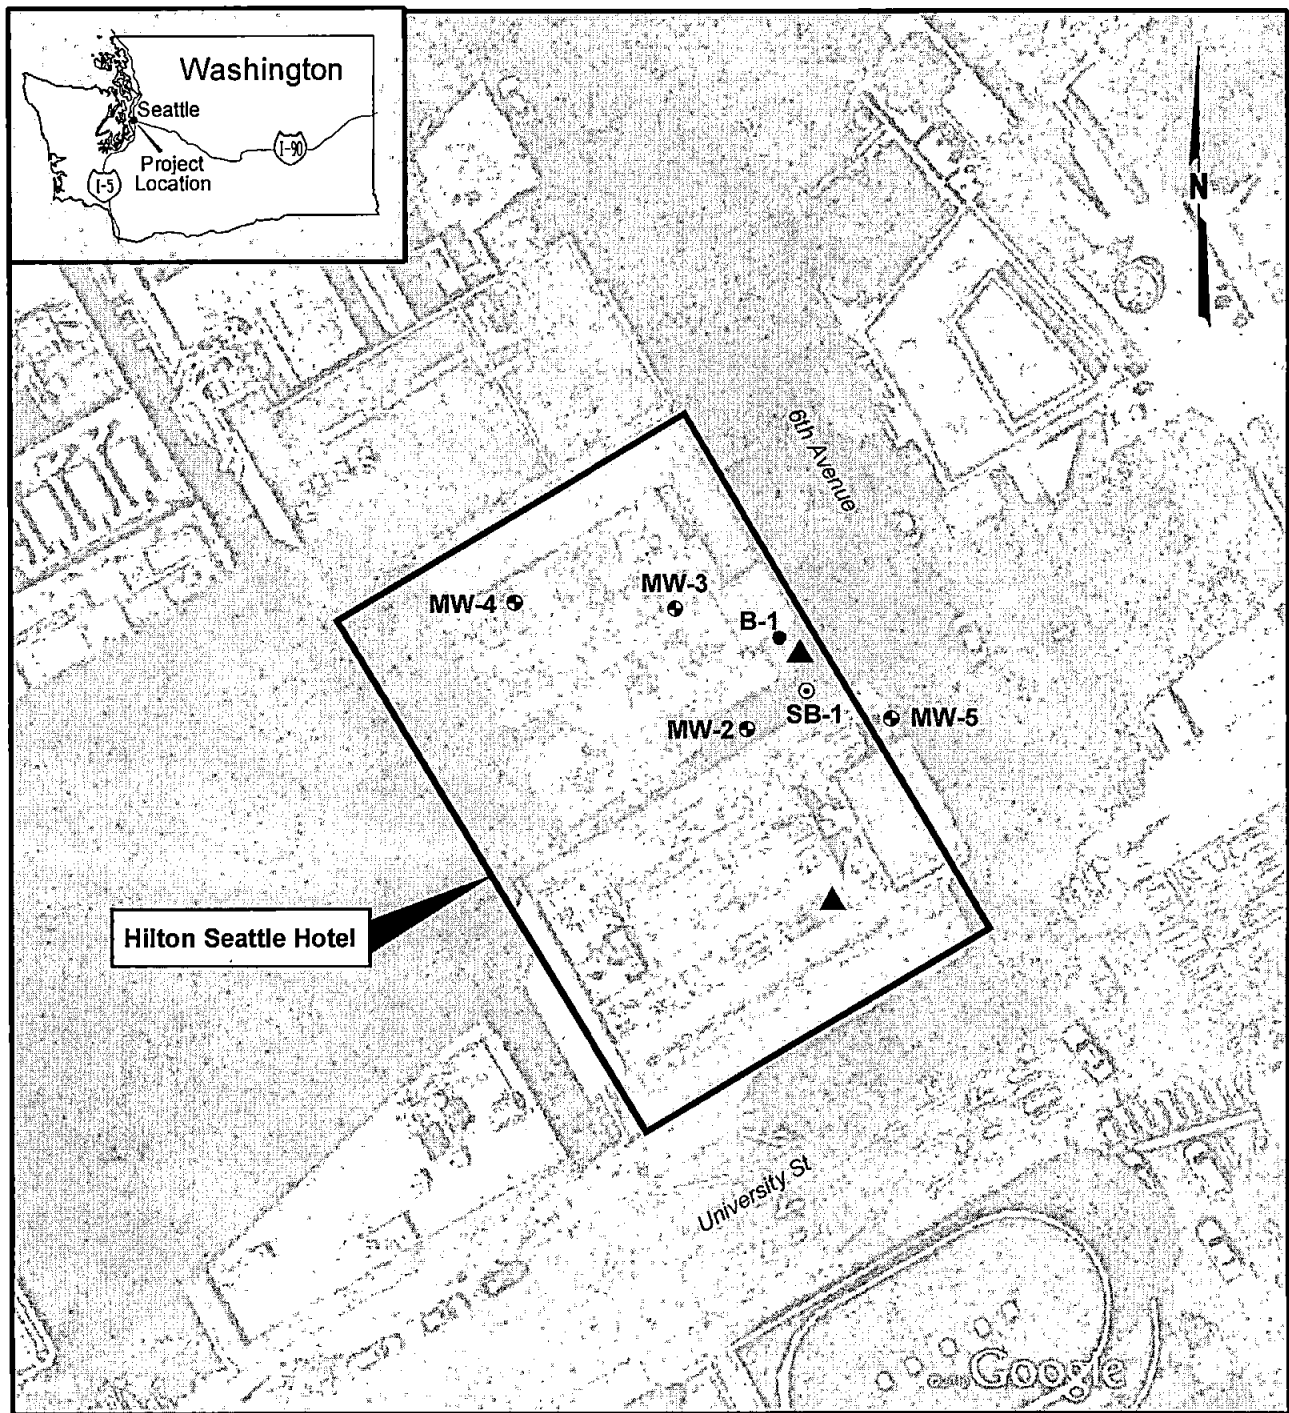 Washington
Seattle
I-90
Project
Location
I-5
N
6th Avenue
MW-3
MW-4
B-1
SB-1
MW-5
MW-2
Hilton Seattle Hotel
University St
Google